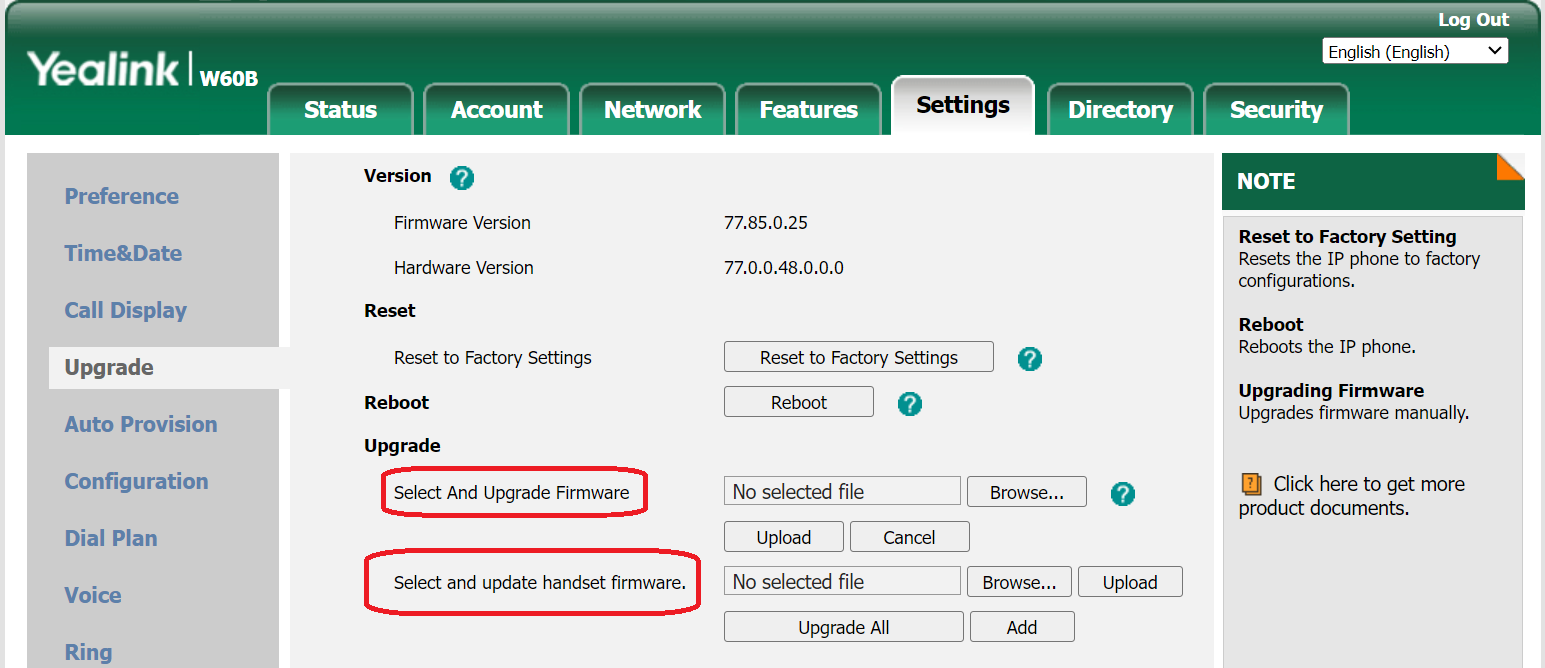 Log Out
English (English)
Yealink | W60B
Status Account Network Features Settings Directory Security
Preference
Time&Date
Call Display
Upgrade
Auto Provision
Configuration
Dial Plan
Voice
Ring
Version ?
Firmware Version 77.85.0.25
Hardware Version 77.0.0.48.0.0.0
Reset
Reset to Factory Settings Reset to Factory Settings ?
Reboot Reboot ?
Upgrade
Select And Upgrade Firmware No selected file Browse... ?
Upload Cancel
Select and update handset firmware. No selected file Browse... Upload
Upgrade All Add
NOTE
Reset to Factory Setting
Resets the IP phone to factory
configurations.
Reboot
Reboots the IP phone.
Upgrading Firmware
Upgrades firmware manually.
? Click here to get more
product documents.